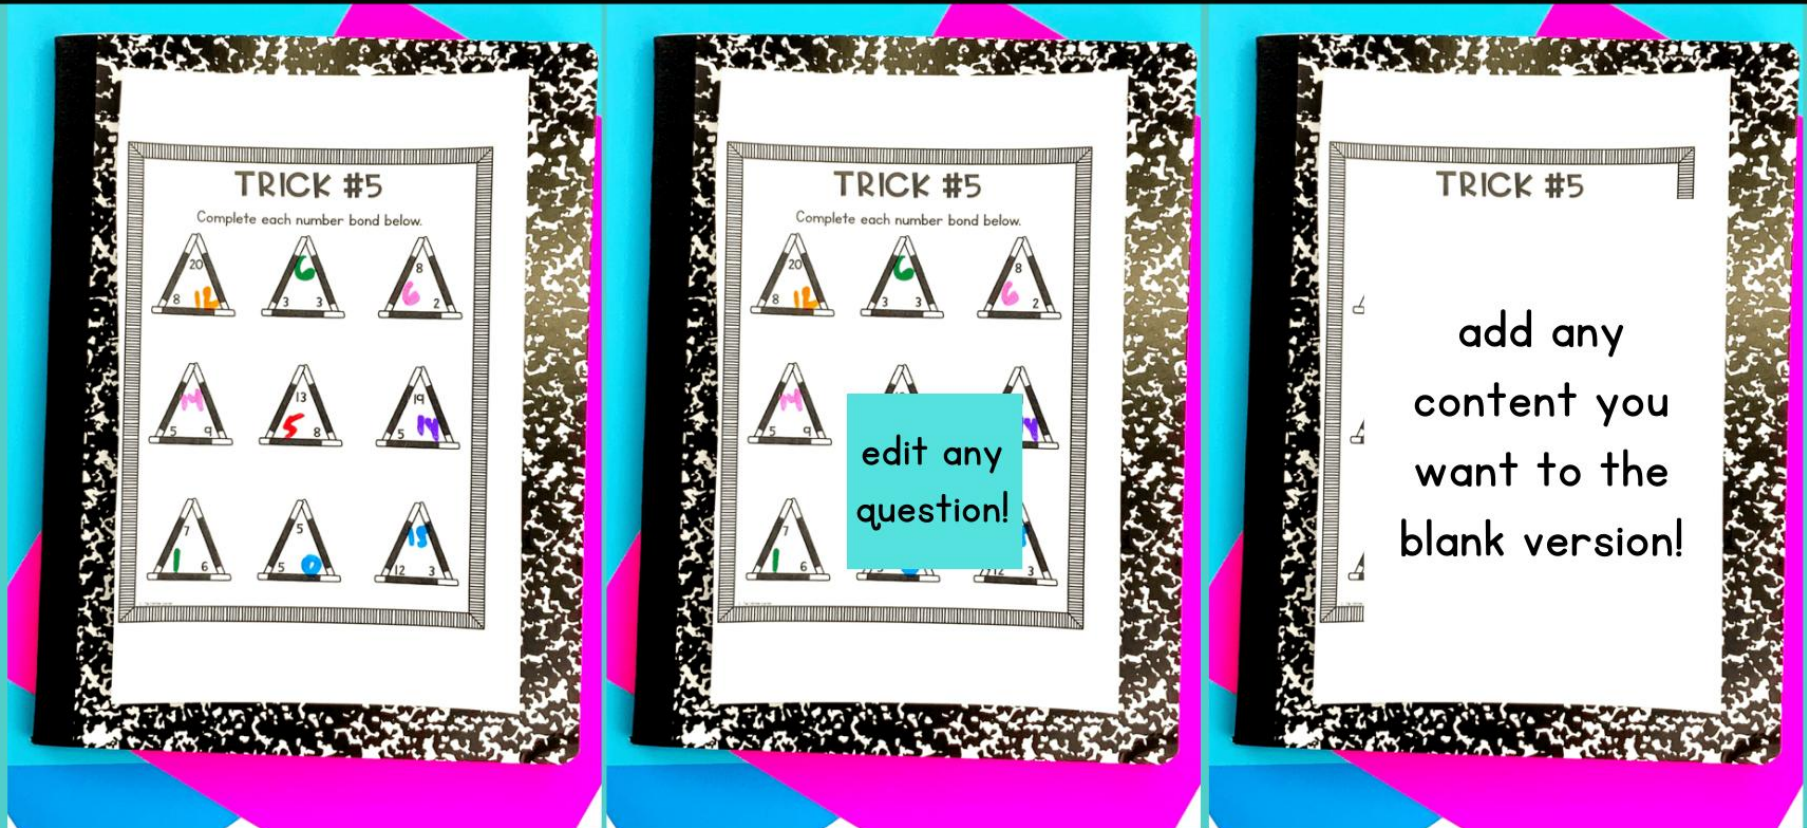 TRICK #5
Complete each number bond below.
20
8 12
6
3 3
8
6 2
14
5 9
13
5 8
19
5 14
7
1 6
5
5 0
15
12 3
TRICK #5
Complete each number bond below.
20
8 12
6
3 3
8
6 2
14
5 9
edit any
question!
7
1 6
12 3
TRICK #5
add any
content you
want to the
blank version!